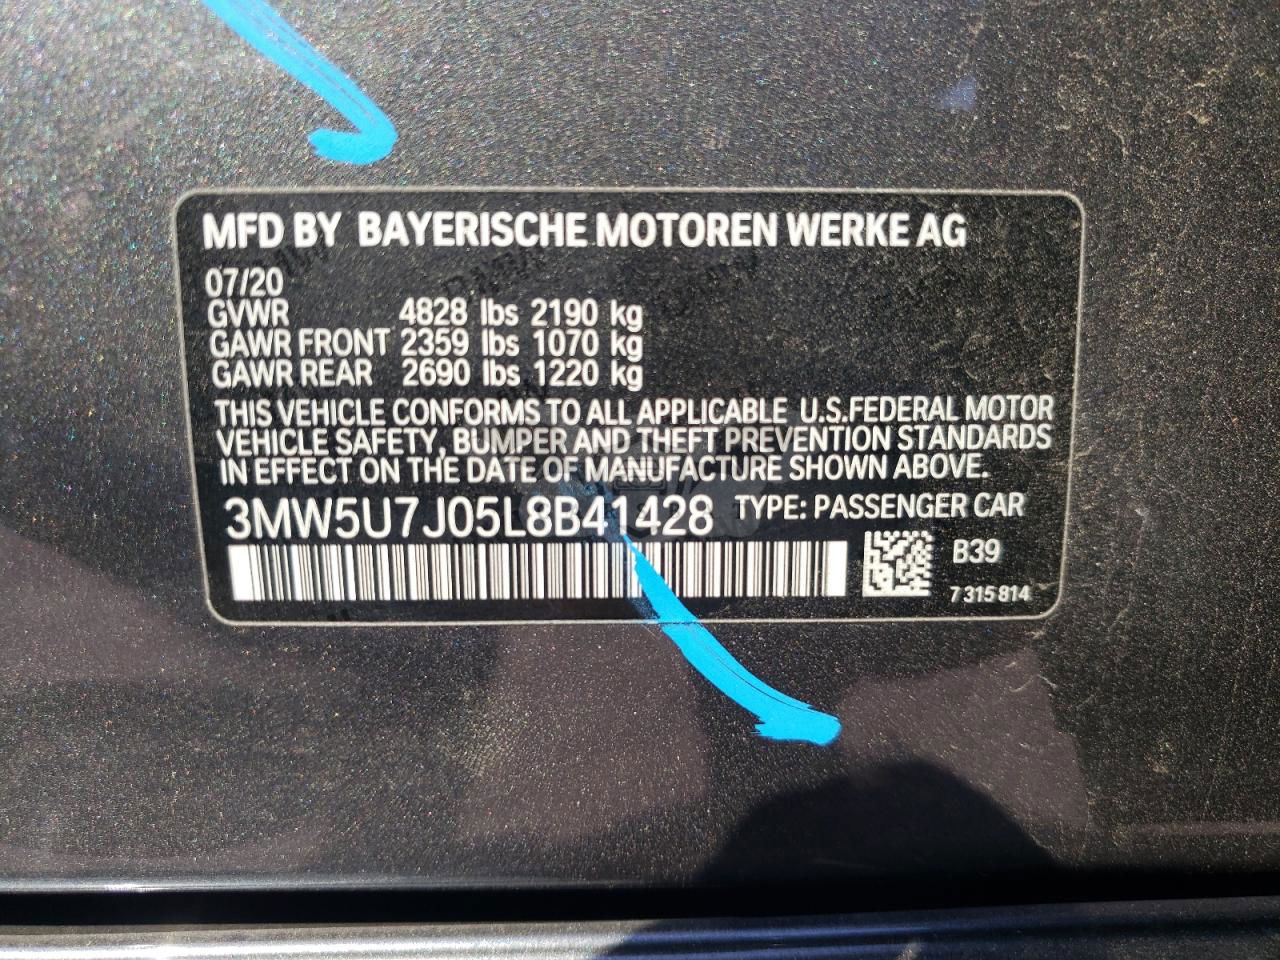 MFD BY BAYERISCHE MOTOREN WERKE AG
07/20
GVWR 4828 lbs 2190 kg
GAWR FRONT 2359 lbs 1070 kg
GAWR REAR 2690 lbs 1220 kg
THIS VEHICLE CONFORMS TO ALL APPLICABLE U.S.FEDERAL MOTOR
VEHICLE SAFETY, BUMPER AND THEFT PREVENTION STANDARDS
IN EFFECT ON THE DATE OF MANUFACTURE SHOWN ABOVE.
3MW5U7J05L8B41428 TYPE: PASSENGER CAR
B39
7 315 814